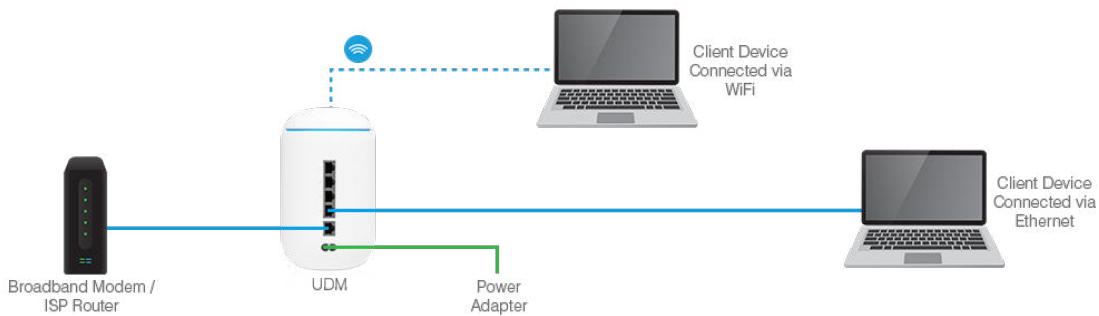 Client Device
Connected via
WiFi
Client Device
Connected via
Ethernet
Broadband Modem /
ISP Router
UDM
Power
Adapter